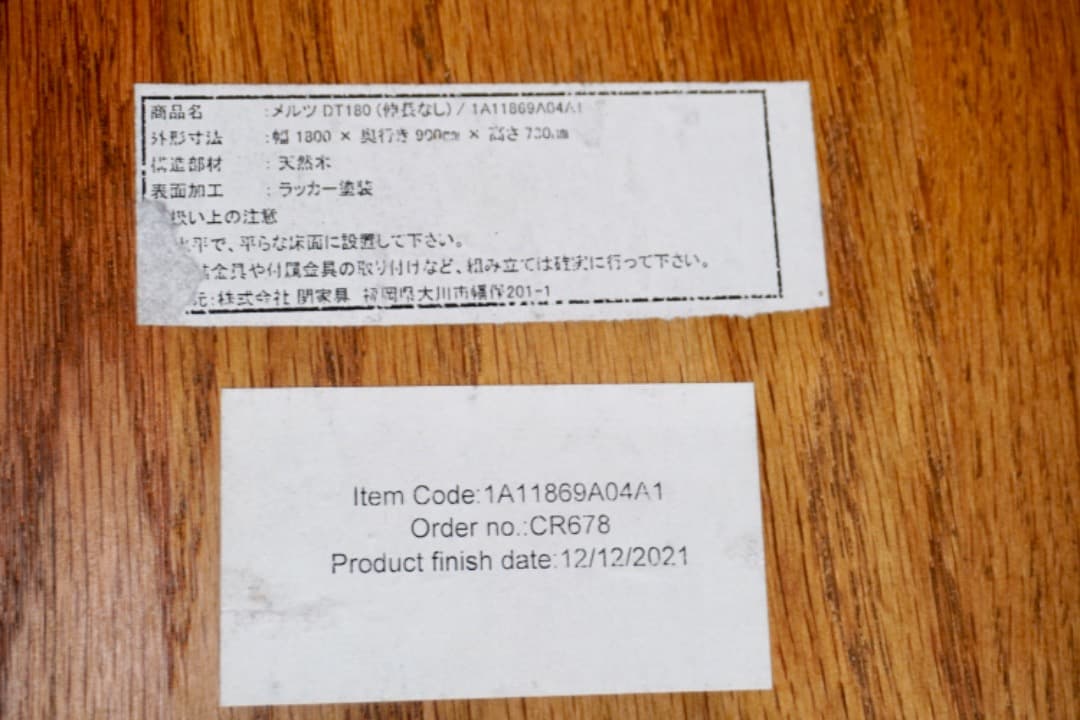 商品名 :メルツ DT180(伸長なし)/ 1A11869A04A1
外形寸法 :幅 1800 × 奥行き 900㎜ × 高さ 730㎜
構造部材 : 天然木
表面加工 : ラッカー塗装
扱い上の注意
水平で、平らな床面に設置して下さい。
金具や付属金具の取り付けなど、組み立ては確実に行って下さい。
元:株式会社 関家具 福岡県大川市幡保201-1
Item Code:1A11869A04A1
Order no.:CR678
Product finish date:12/12/2021